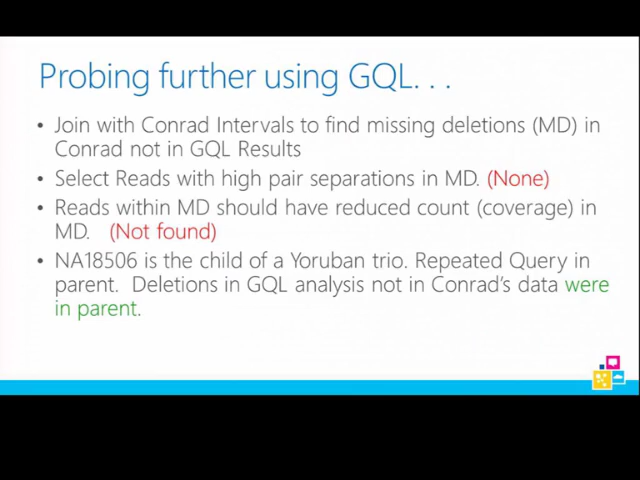 Probing further using GQL. . .
• Join with Conrad Intervals to find missing deletions (MD) in
Conrad not in GQL Results
• Select Reads with high pair separations in MD. (None)
• Reads within MD should have reduced count (coverage) in
MD. (Not found)
• NA18506 is the child of a Yoruban trio. Repeated Query in
parent. Deletions in GQL analysis not in Conrad's data were
in parent.